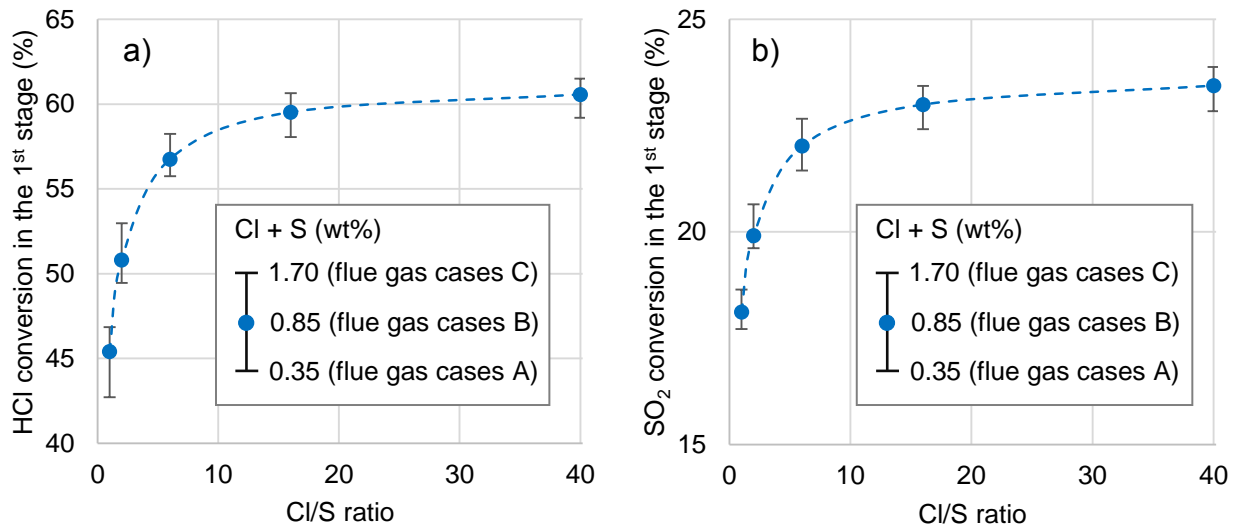 a)
HCl conversion in the 1st stage (%)
65
60
55
50
45
40
0 10 20 30 40
Cl/S ratio
Cl + S (wt%)
1.70 (flue gas cases C)
0.85 (flue gas cases B)
0.35 (flue gas cases A)
b)
SO2 conversion in the 1st stage (%)
25
20
15
0 10 20 30 40
Cl/S ratio
Cl + S (wt%)
1.70 (flue gas cases C)
0.85 (flue gas cases B)
0.35 (flue gas cases A)